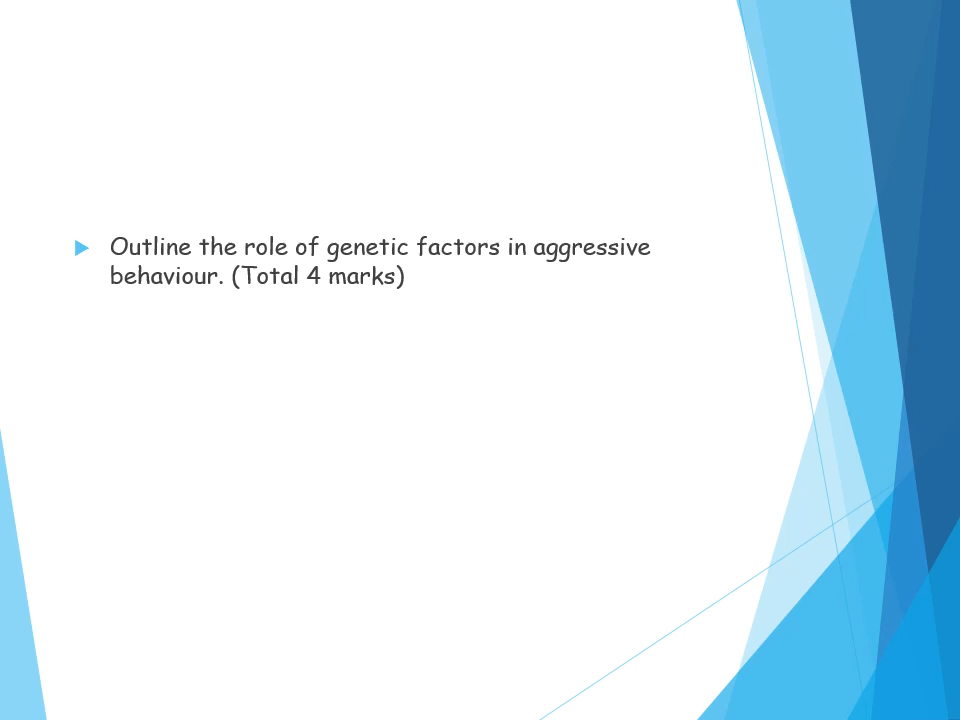 Outline the role of genetic factors in aggressive
behaviour. (Total 4 marks)